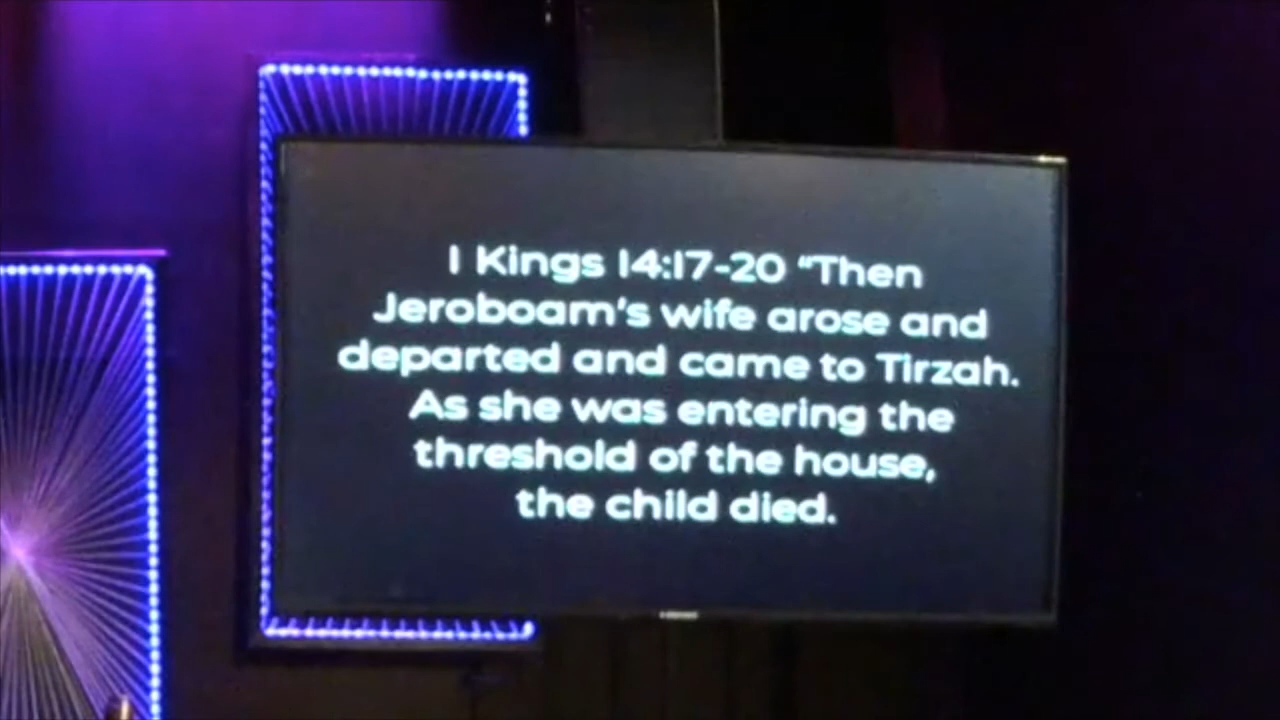 1 Kings 14:17-20 “Then
Jeroboam's wife arose and
departed and came to Tirzah.
As she was entering the
threshold of the house,
the child died.